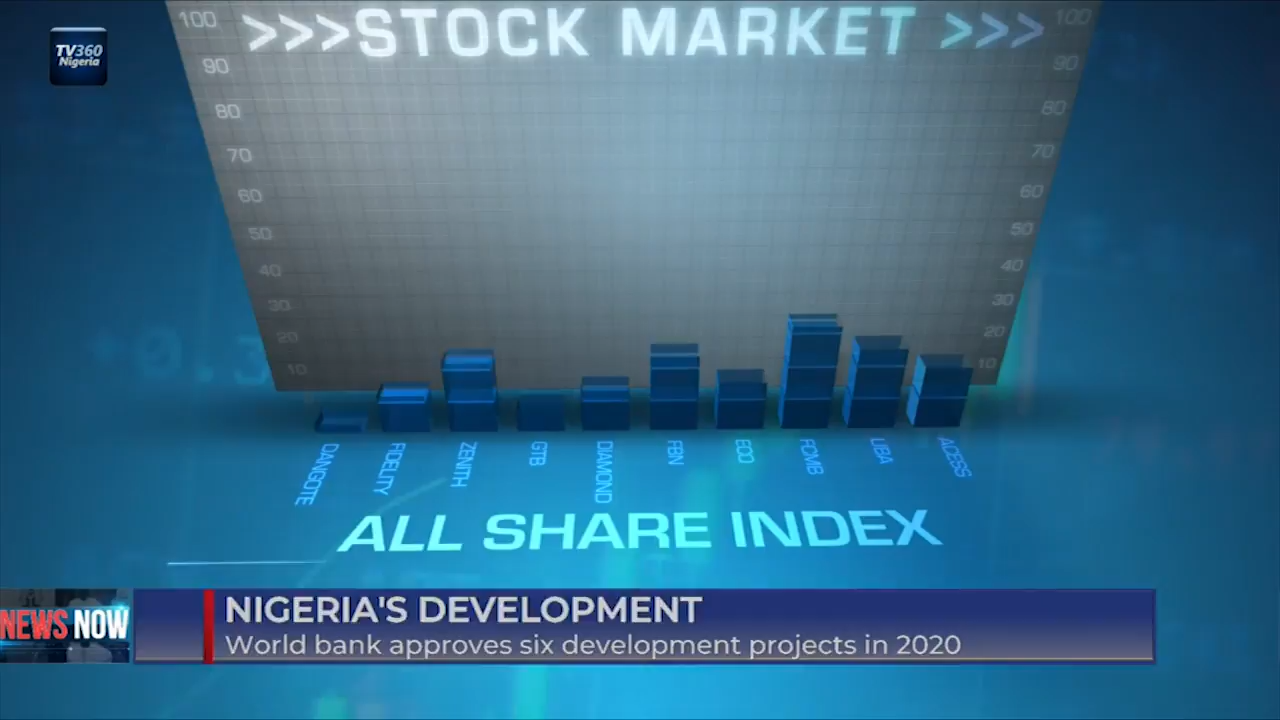 TV360
Nigeria
>>>STOCK MARKET >>>
100 100
90 90
80 80
70 70
60 60
50 50
40 40
30 30
20 20
10 10
DANGOTE
FIDELITY
ZENITH
GTB
DIAMOND
FBN
ECO
FCMB
UBA
ACESS
ALL SHARE INDEX
NEWS NOW
NIGERIA'S DEVELOPMENT
World bank approves six development projects in 2020